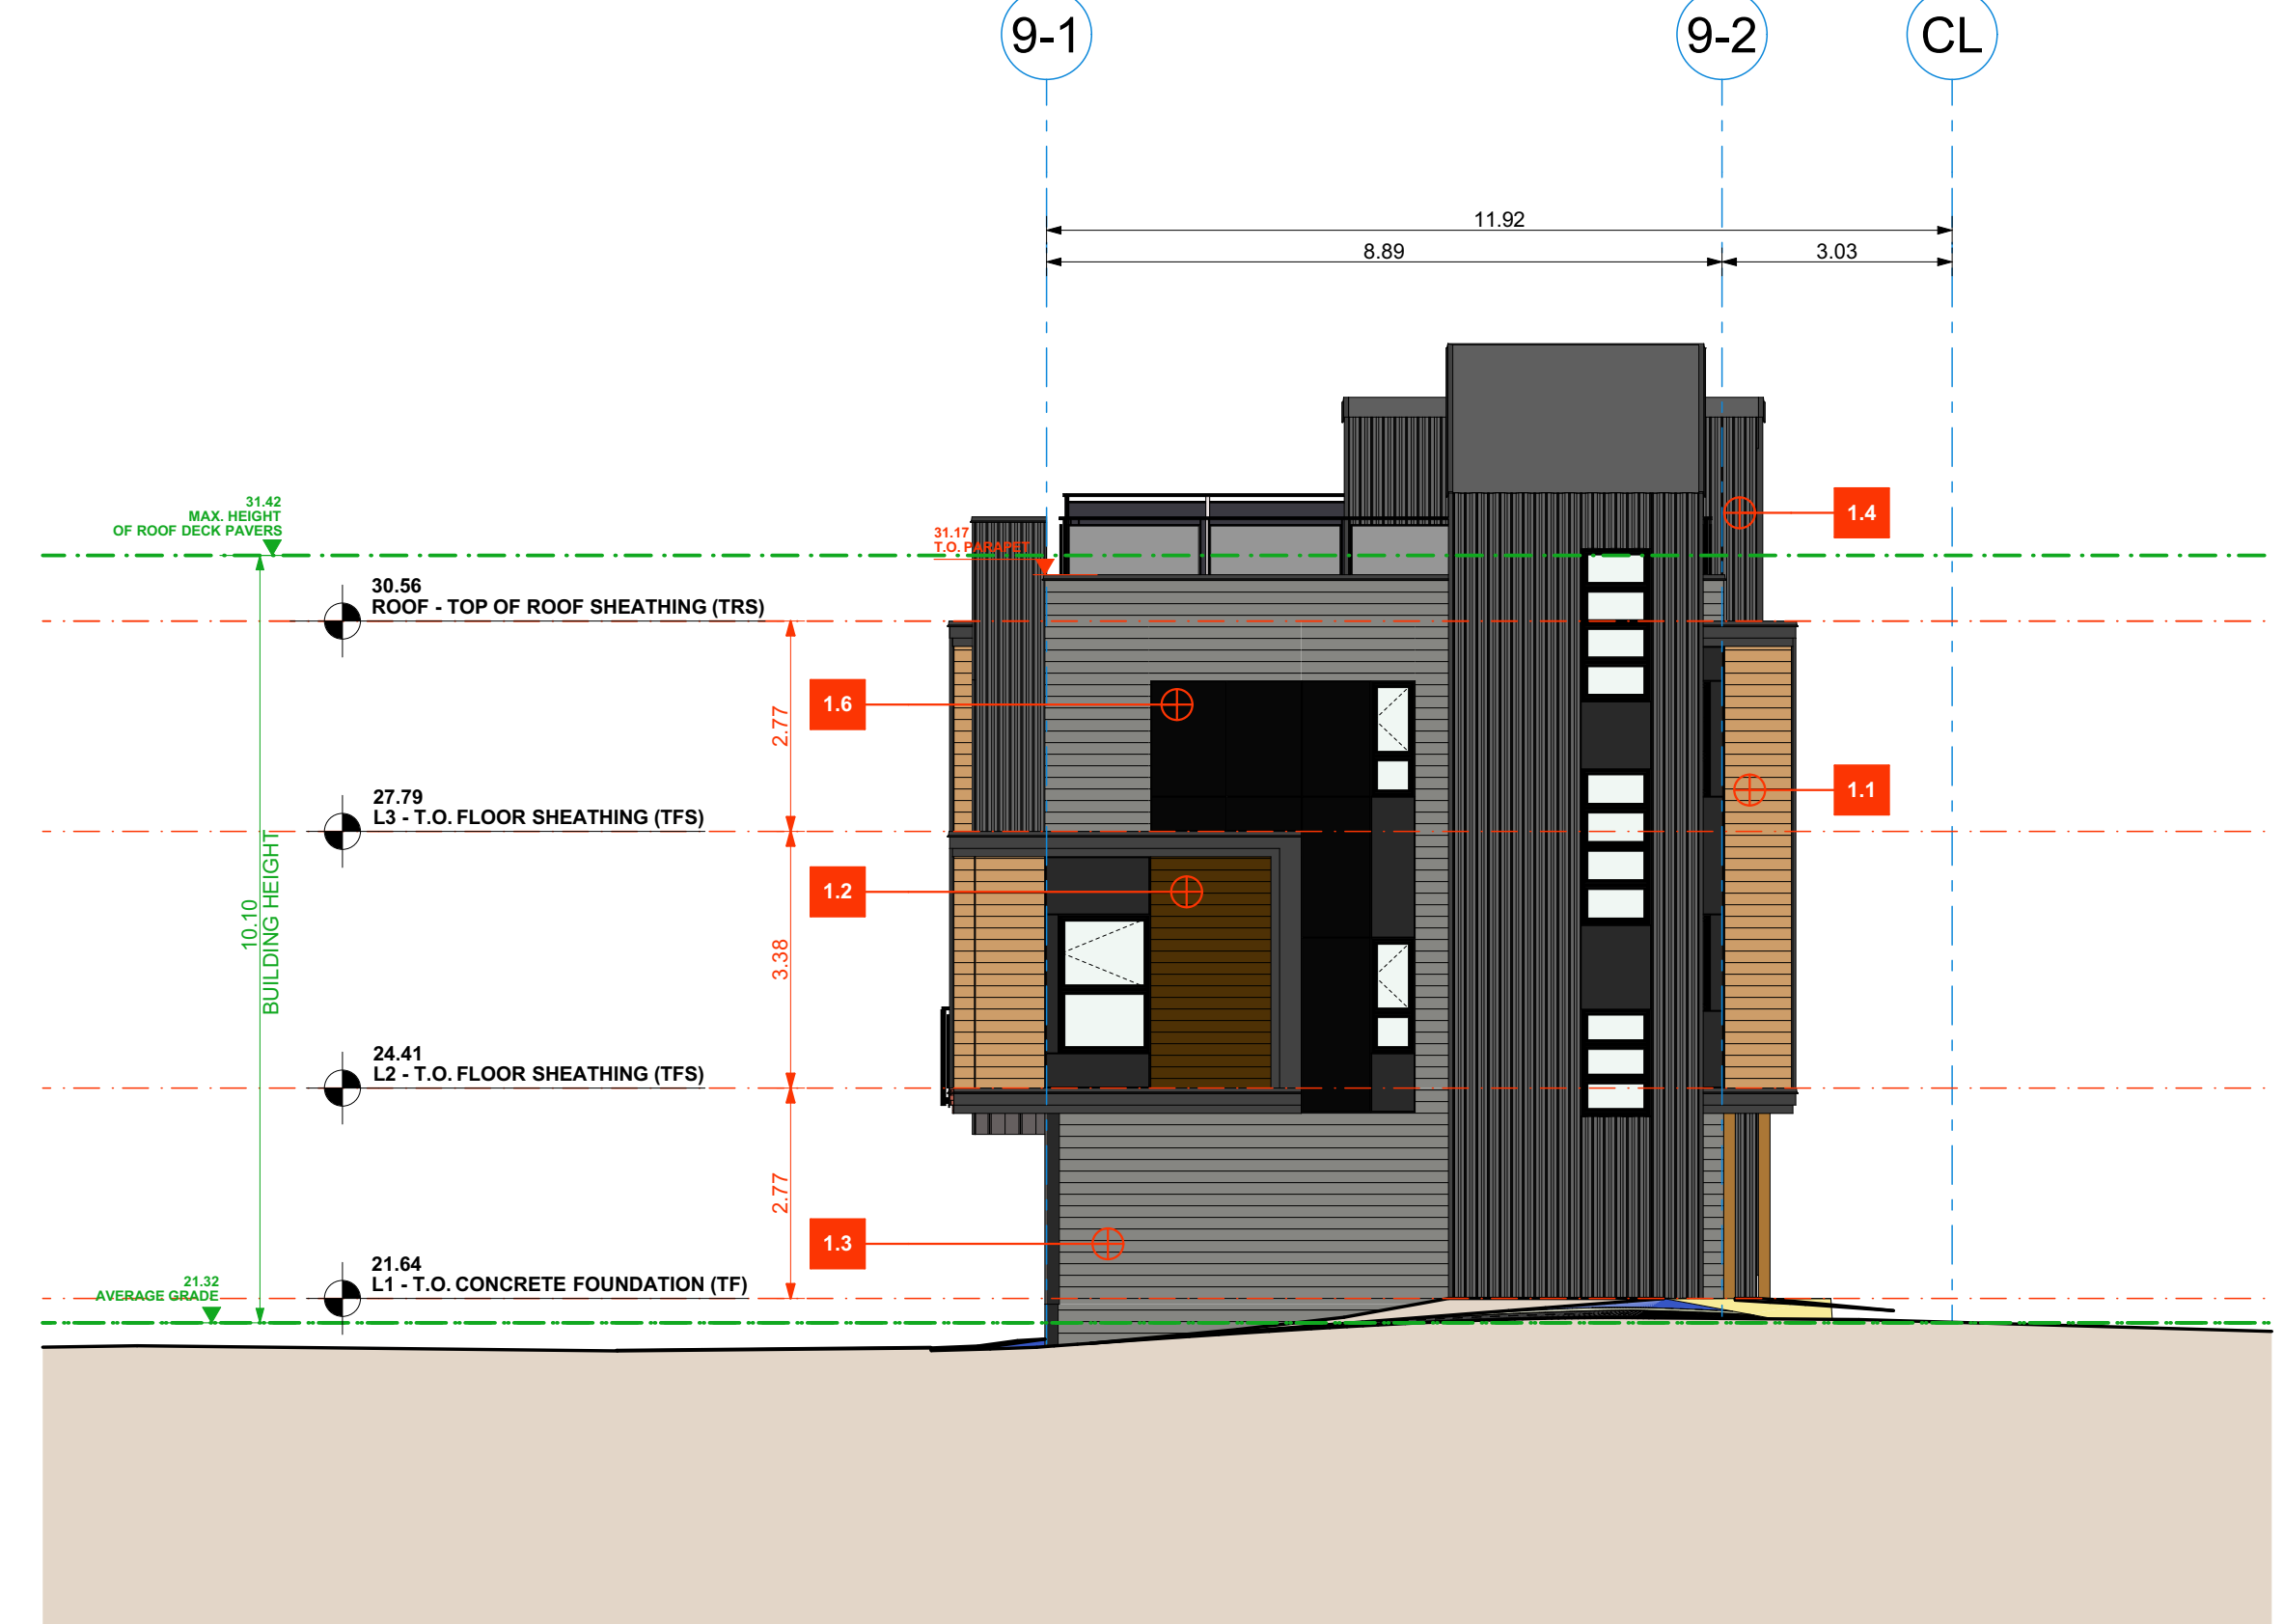 9-1
9-2
CL
11.92
8.89
3.03
31.42
MAX. HEIGHT
OF ROOF DECK PAVERS
31.17
T.O. PARAPET
1.4
30.56
ROOF - TOP OF ROOF SHEATHING (TRS)
1.6
2.77
1.1
27.79
L3 - T.O. FLOOR SHEATHING (TFS)
1.2
10.10
BUILDING HEIGHT
3.38
24.41
L2 - T.O. FLOOR SHEATHING (TFS)
2.77
1.3
21.64
L1 - T.O. CONCRETE FOUNDATION (TF)
21.32
AVERAGE GRADE